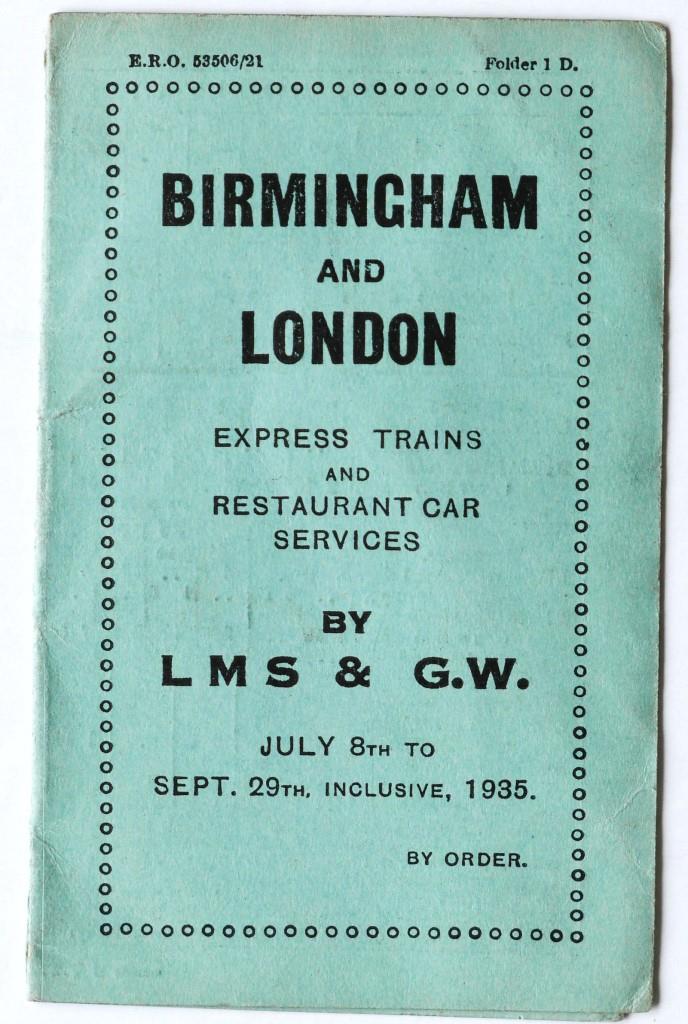 E.R.O. 53506/21 Folder 1 D.
BIRMINGHAM
AND
LONDON
EXPRESS TRAINS
AND
RESTAURANT CAR
SERVICES
BY
LMS & G.W.
JULY 8TH TO
SEPT. 29TH, INCLUSIVE, 1935.
BY ORDER.